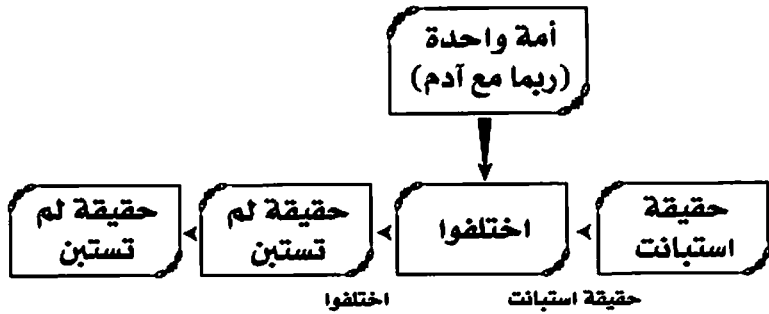 أمة واحدة
(ربما مع آدم)
حقيقة
استبانت
اختلفوا
حقيقة لم
تستبن
حقيقة لم
تستبن
حقيقة استبانت
اختلفوا